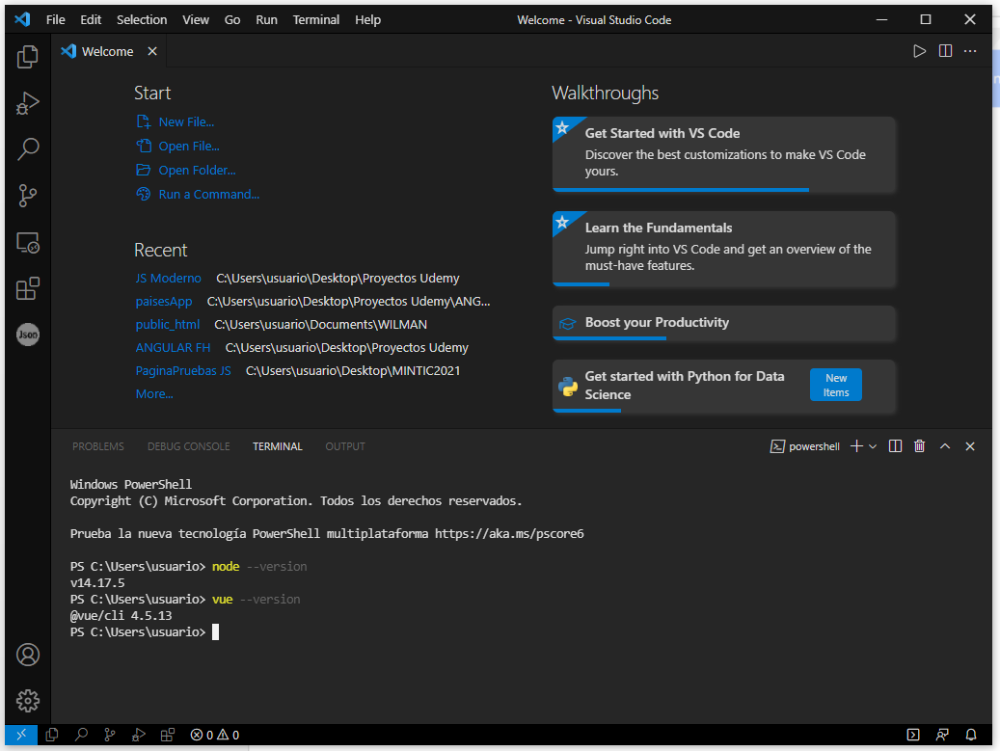 File Edit Selection View Go Run Terminal Help Welcome - Visual Studio Code
Welcome
Start
New File...
Open File...
Open Folder...
Run a Command...
Recent
JS Moderno C:\Users\usuario\Desktop\Proyectos Udemy
paisesApp C:\Users\usuario\Desktop\Proyectos Udemy\ANG...
public_html C:\Users\usuario\Documents\WILMAN
ANGULAR FH C:\Users\usuario\Desktop\Proyectos Udemy
PaginaPruebas JS C:\Users\usuario\Desktop\MINTIC2021
More...
Walkthroughs
Get Started with VS Code
Discover the best customizations to make VS Code
yours.
Learn the Fundamentals
Jump right into VS Code and get an overview of the
must-have features.
Boost your Productivity
Get started with Python for Data
Science
New
Items
Json
PROBLEMS DEBUG CONSOLE TERMINAL OUTPUT powershell
Windows PowerShell
Copyright (C) Microsoft Corporation. Todos los derechos reservados.
Prueba la nueva tecnología PowerShell multiplataforma https://aka.ms/pscore6
PS C:\Users\usuario> node --version
v14.17.5
PS C:\Users\usuario> vue --version
@vue/cli 4.5.13
PS C:\Users\usuario>
0 0